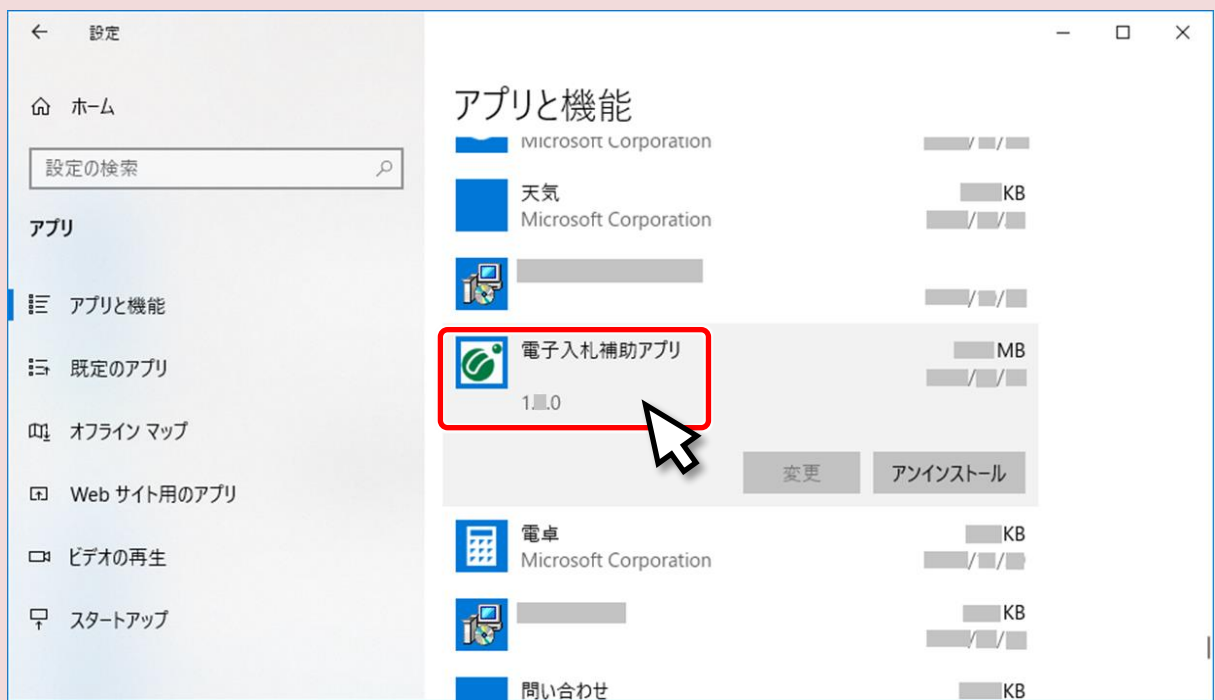 設定
ホーム
設定の検索
アプリ
アプリと機能
既定のアプリ
オフライン マップ
Web サイト用のアプリ
ビデオの再生
スタートアップ
アプリと機能
Microsoft Corporation
/ /
天気
KB
Microsoft Corporation
/ /
/ /
電子入札補助アプリ
MB
/ /
1. .0
変更
アンインストール
電卓
KB
Microsoft Corporation
/ /
KB
/ /
問い合わせ
KB